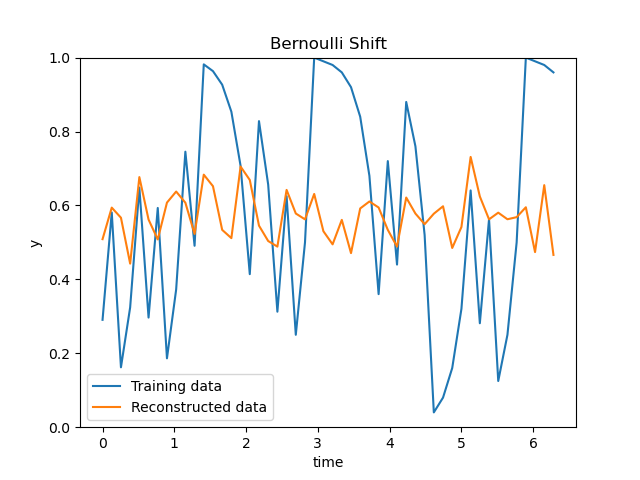 Bernoulli Shift
1.0
0.8
0.6
y
0.4
0.2
0.0
Training data
Reconstructed data
0 1 2 3 4 5 6
time